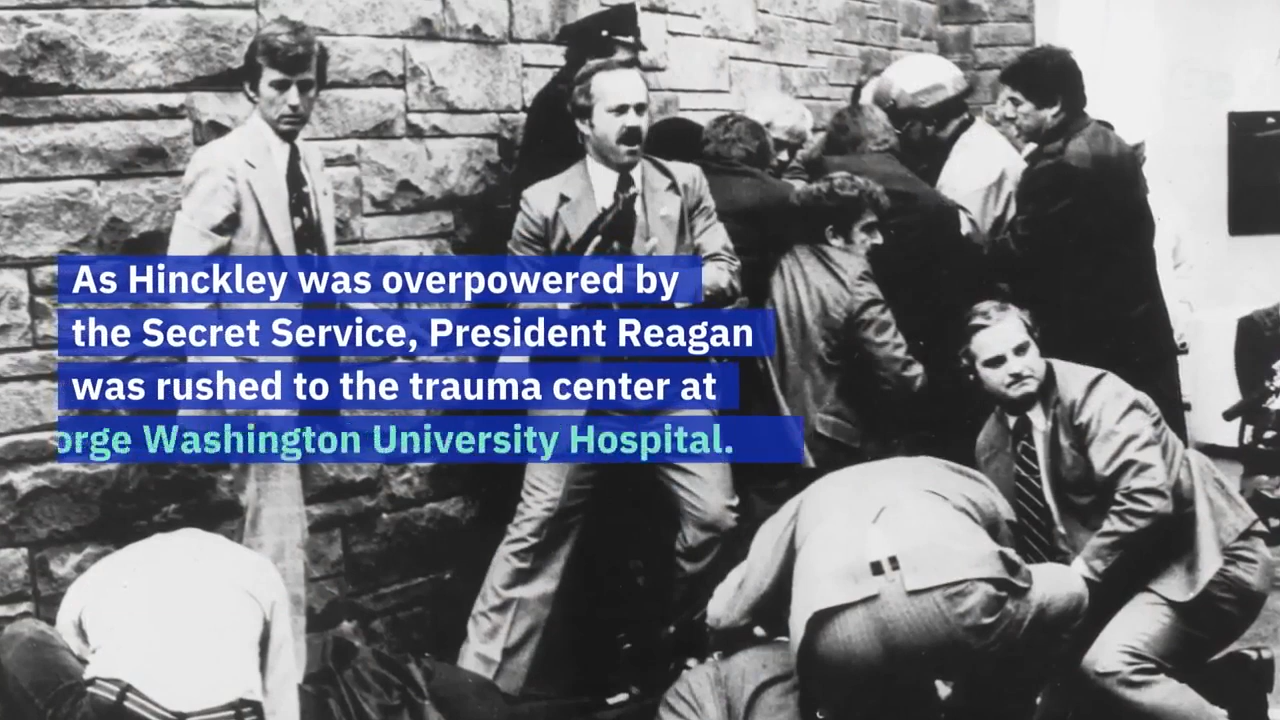 As Hinckley was overpowered by
the Secret Service, President Reagan
was rushed to the trauma center at
orge Washington University Hospital.